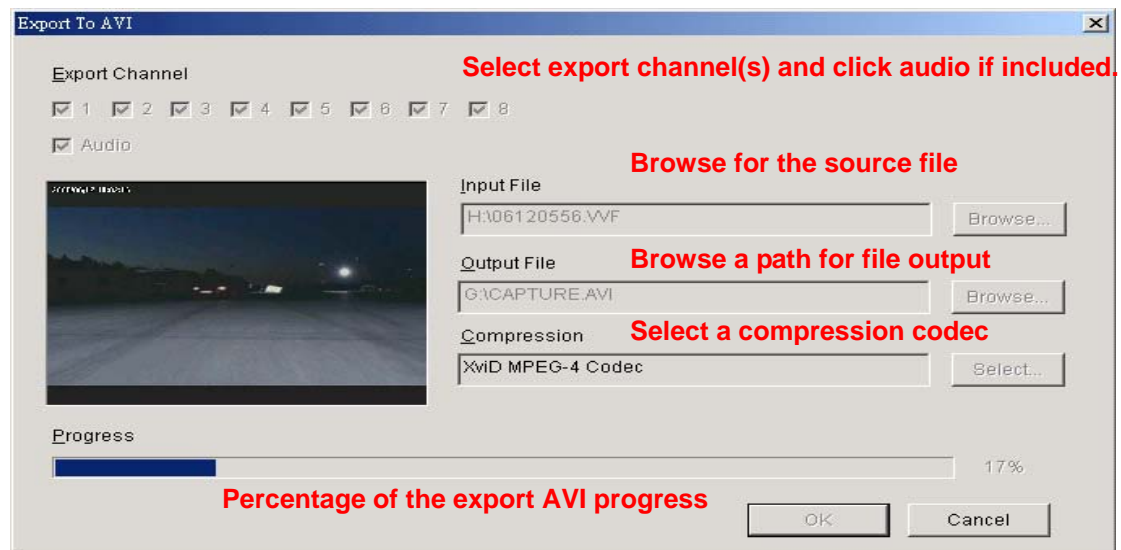 Export To AVI
Export Channel
Select export channel(s) and click audio if included.
1 2 3 4 5 6 7 8
Audio
Browse for the source file
Input File
H:\06120556.VVF
Browse...
Output File
Browse a path for file output
G:\CAPTURE.AVI
Browse...
Compression
Select a compression codec
XviD MPEG-4 Codec
Select...
Progress
17%
Percentage of the export AVI progress
OK
Cancel